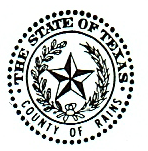 THE STATE OF TEXAS
COUNTY OF RAINS